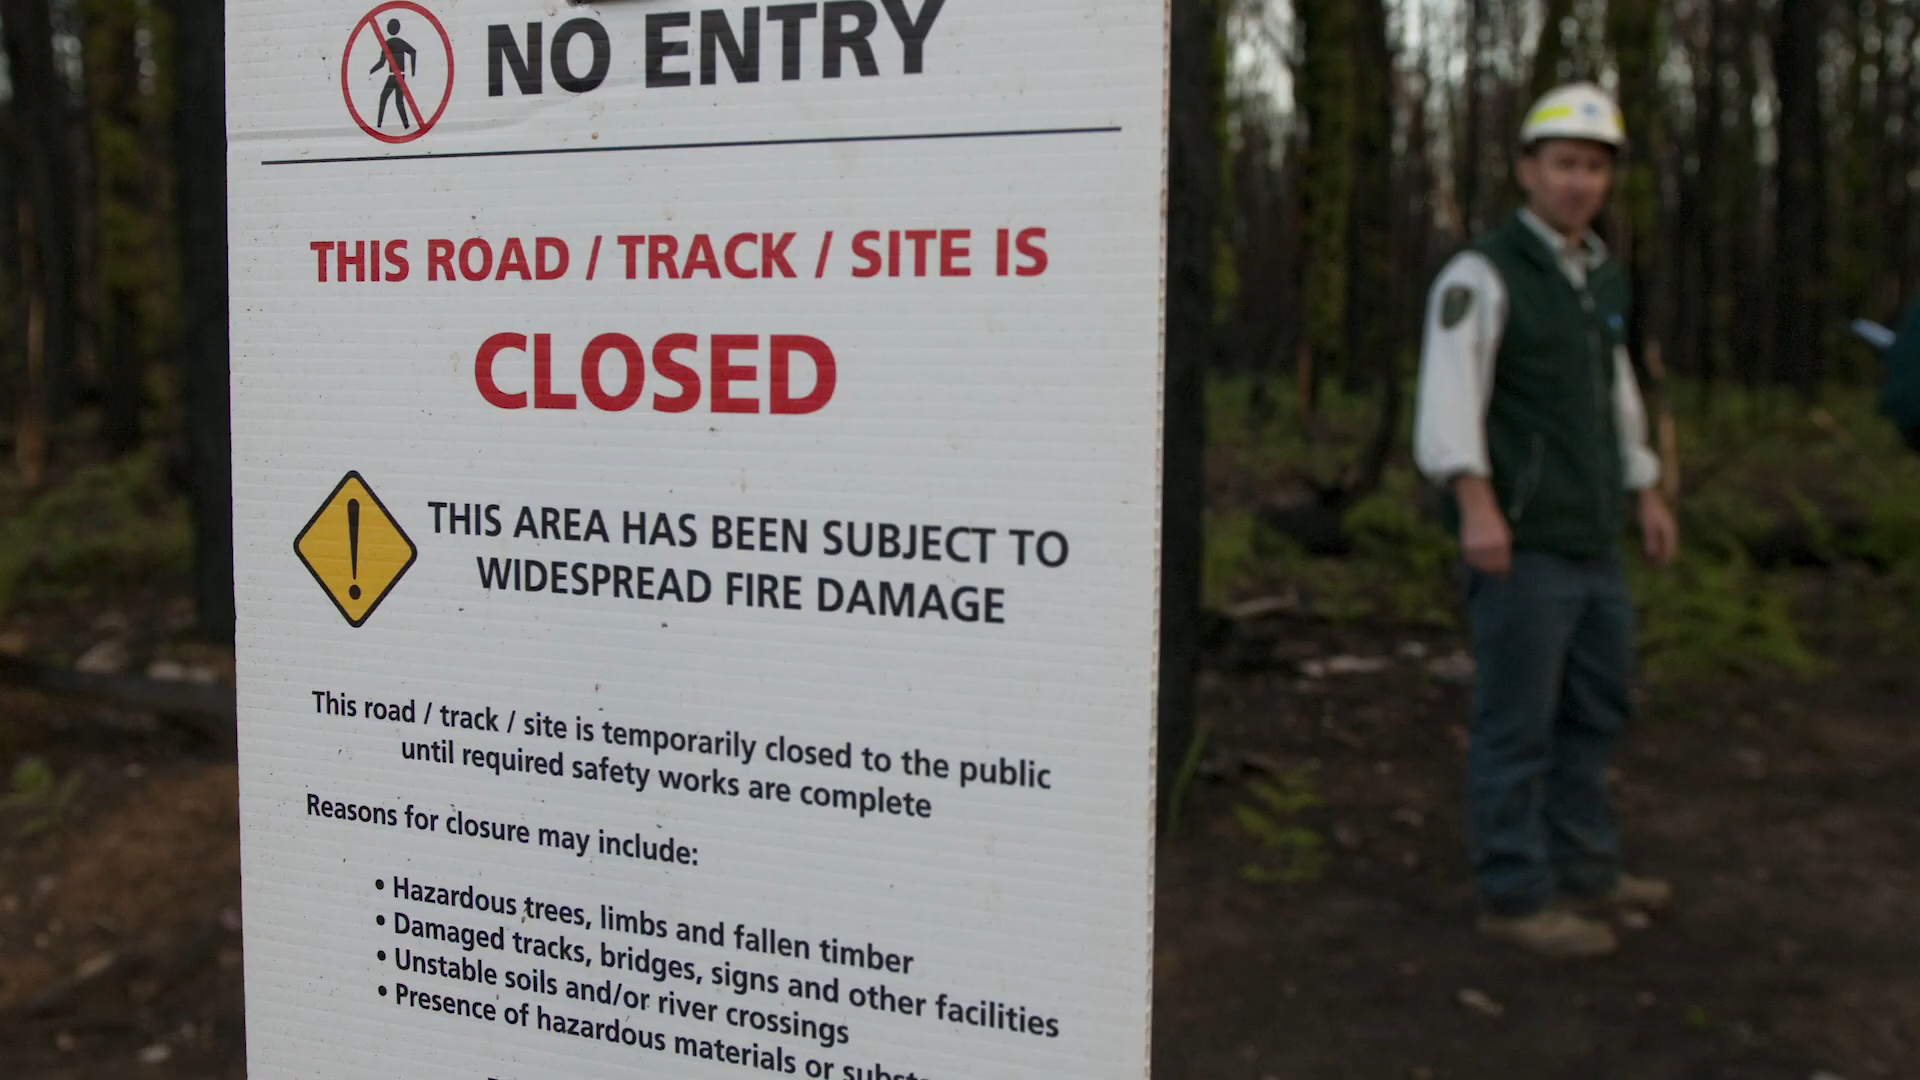 NO ENTRY
THIS ROAD / TRACK / SITE IS
CLOSED
THIS AREA HAS BEEN SUBJECT TO
WIDESPREAD FIRE DAMAGE
This road / track / site is temporarily closed to the public
until required safety works are complete
Reasons for closure may include:
• Hazardous trees, limbs and fallen timber
• Damaged tracks, bridges, signs and other facilities
• Unstable soils and/or river crossings
• Presence of hazardous materials or